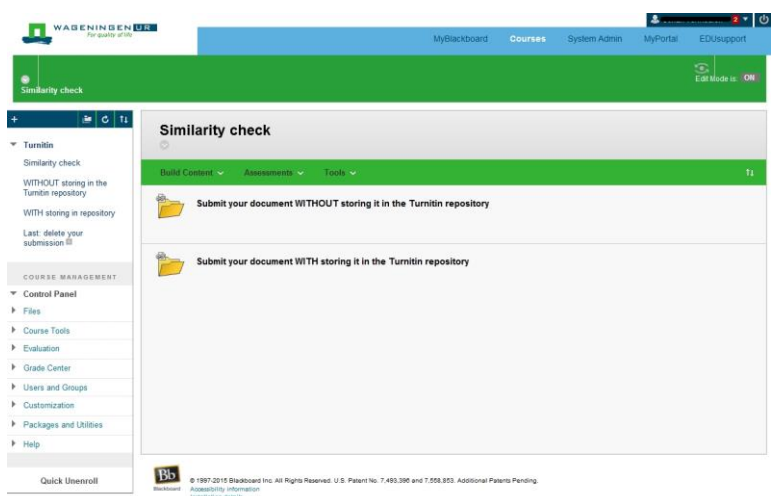 WAGENINGEN UR
For quality of life
2
MyBlackboard Courses System Admin MyPortal EDUsupport
Similarity check
Edit Mode is: ON
Turnitin
Similarity check
WITHOUT storing in the
Turnitin repository
WITH storing in repository
Last: delete your
submission
COURSE MANAGEMENT
Control Panel
Files
Course Tools
Evaluation
Grade Center
Users and Groups
Customization
Packages and Utilities
Help
Quick Unenroll
Similarity check
Build Content Assessments Tools
Submit your document WITHOUT storing it in the Turnitin repository
Submit your document WITH storing it in the Turnitin repository
Bb
Blackboard
© 1997-2015 Blackboard Inc. All Rights Reserved. U.S. Patent No. 7,493,396 and 7,558,853. Additional Patents Pending.
Accessibility information